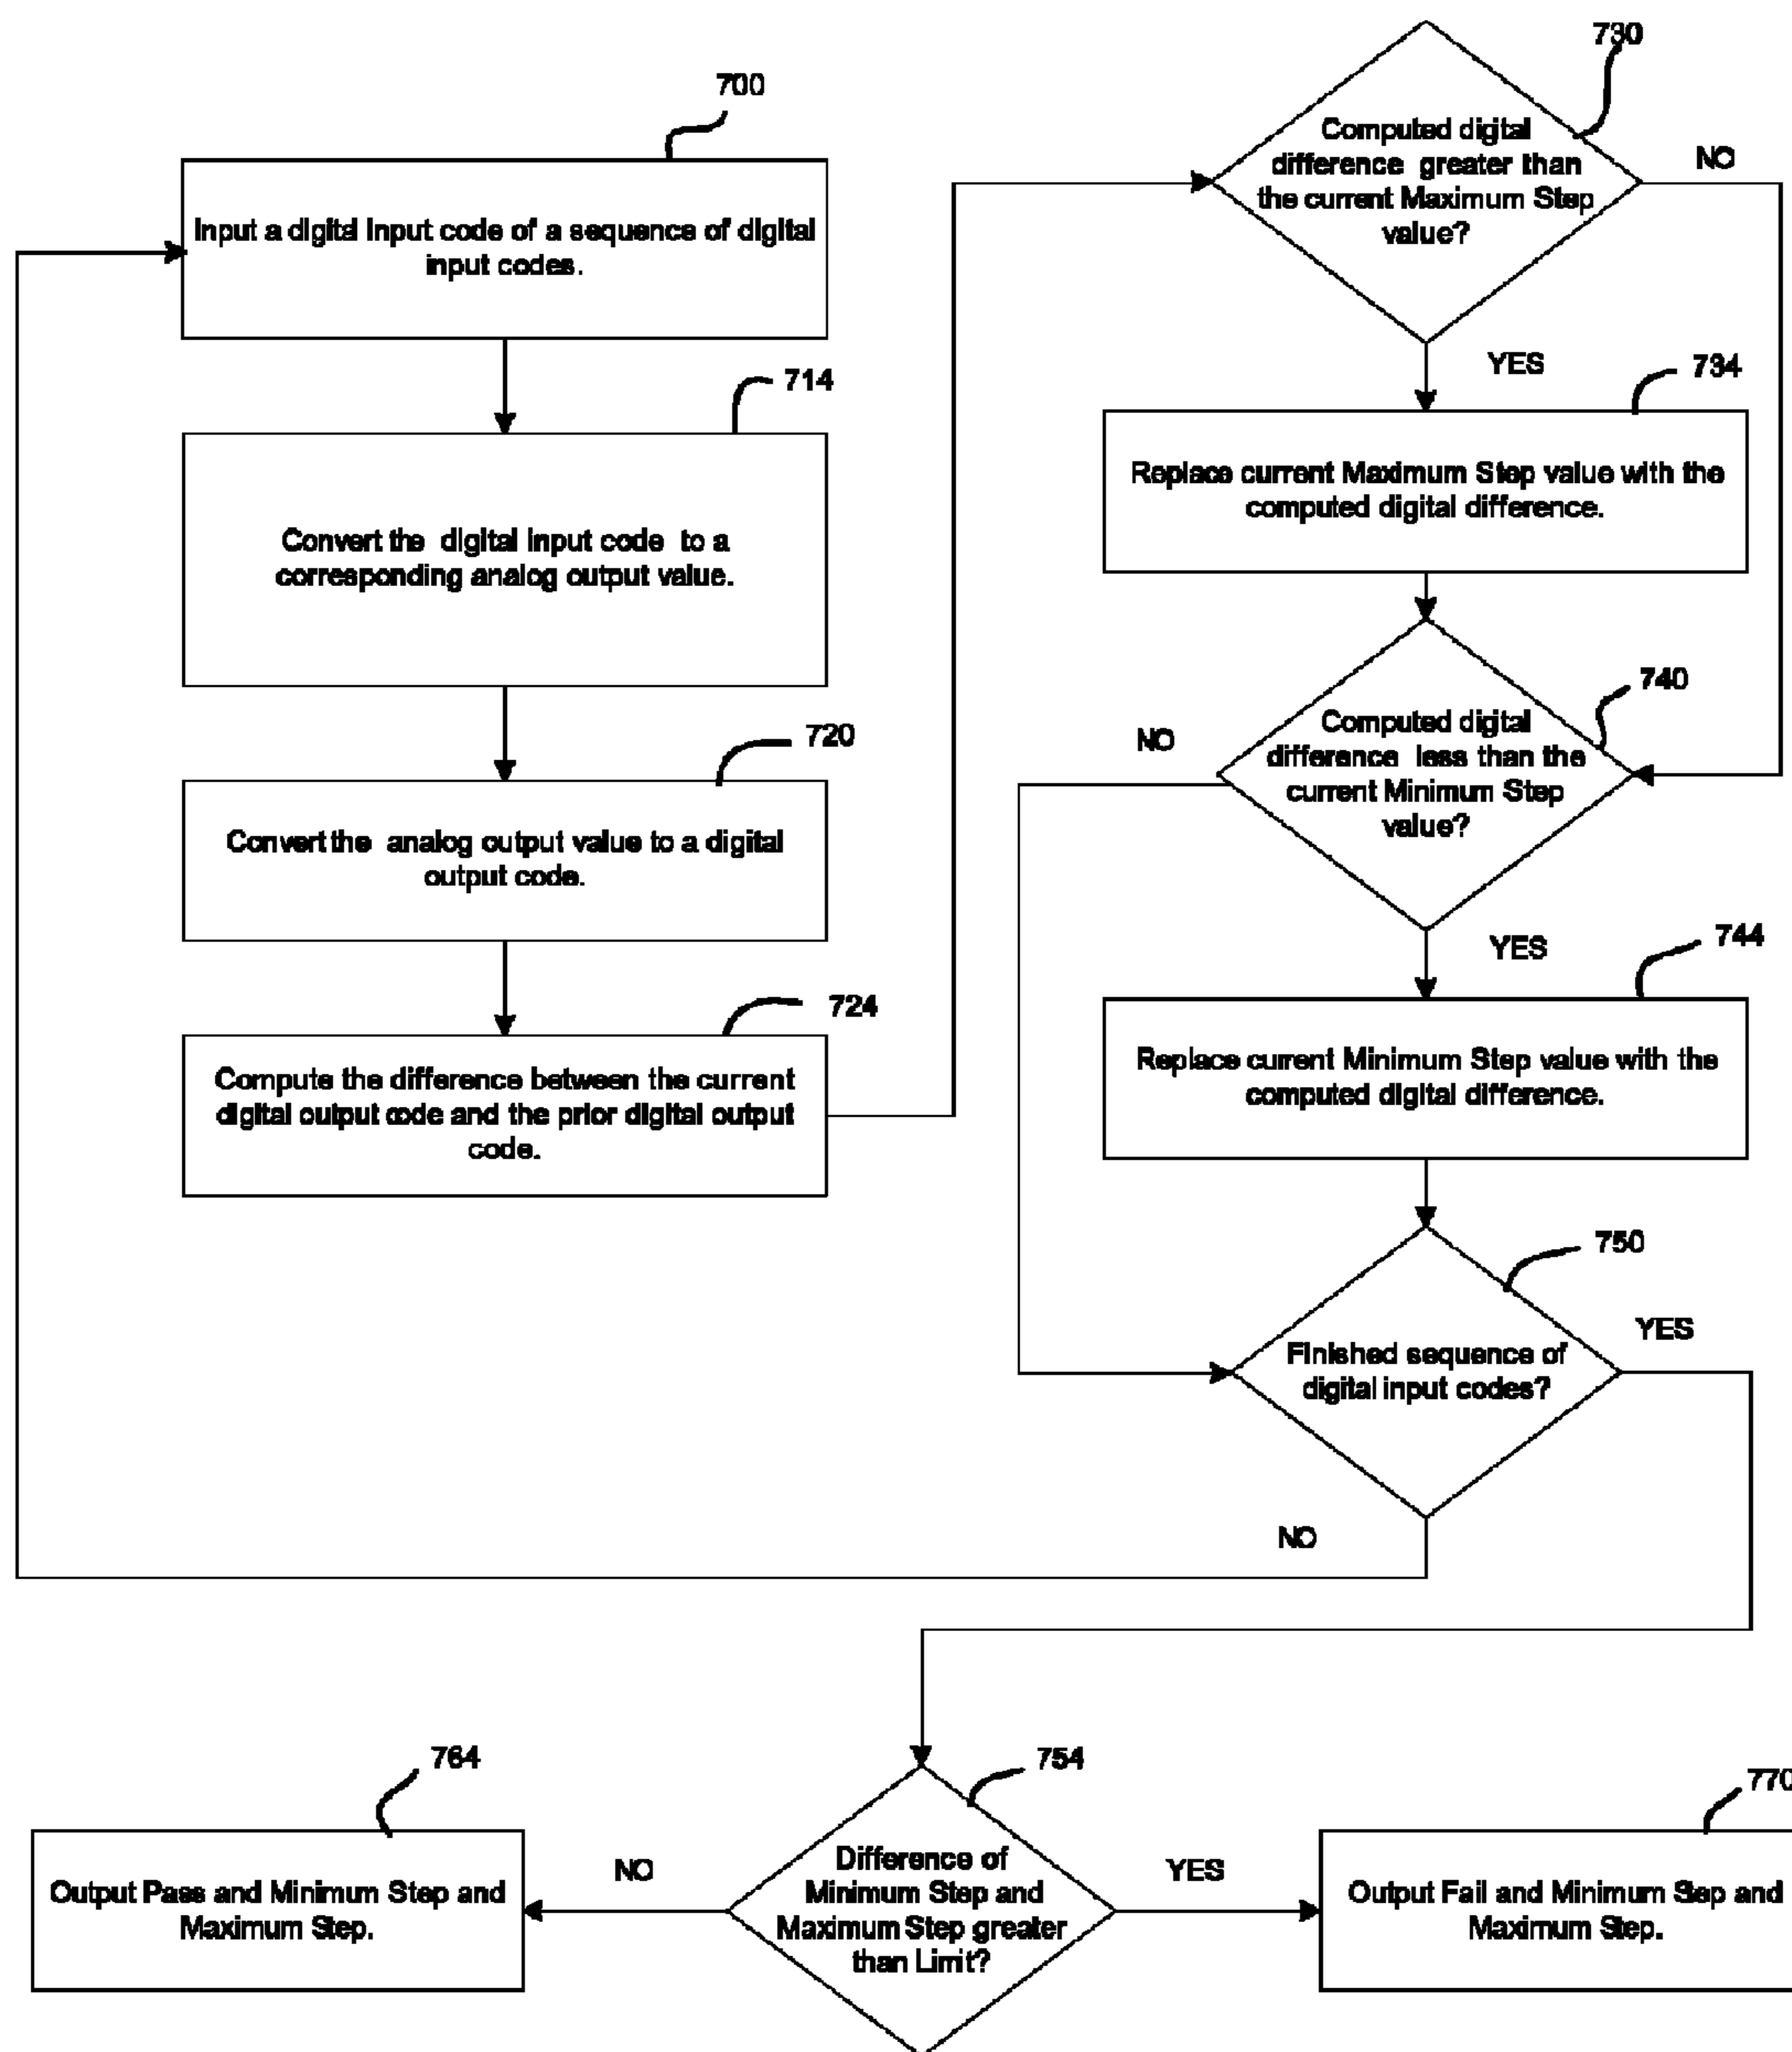 700
Input a digital input code of a sequence of digital
input codes.
714
Convert the digital input code to a
corresponding analog output value.
720
Convert the analog output value to a digital
output code.
724
Compute the difference between the current
digital output code and the prior digital output
code.
730
Computed digital
difference greater than
the current Maximum Step
value?
NO
YES
734
Replace current Maximum Step value with the
computed digital difference.
740
Computed digital
difference less than the
current Minimum Step
value?
NO
YES
744
Replace current Minimum Step value with the
computed digital difference.
750
Finished sequence of
digital input codes?
YES
NO
754
Difference of
Minimum Step and
Maximum Step greater
than Limit?
NO
YES
764
Output Pass and Minimum Step and
Maximum Step.
770
Output Fail and Minimum Step and
Maximum Step.